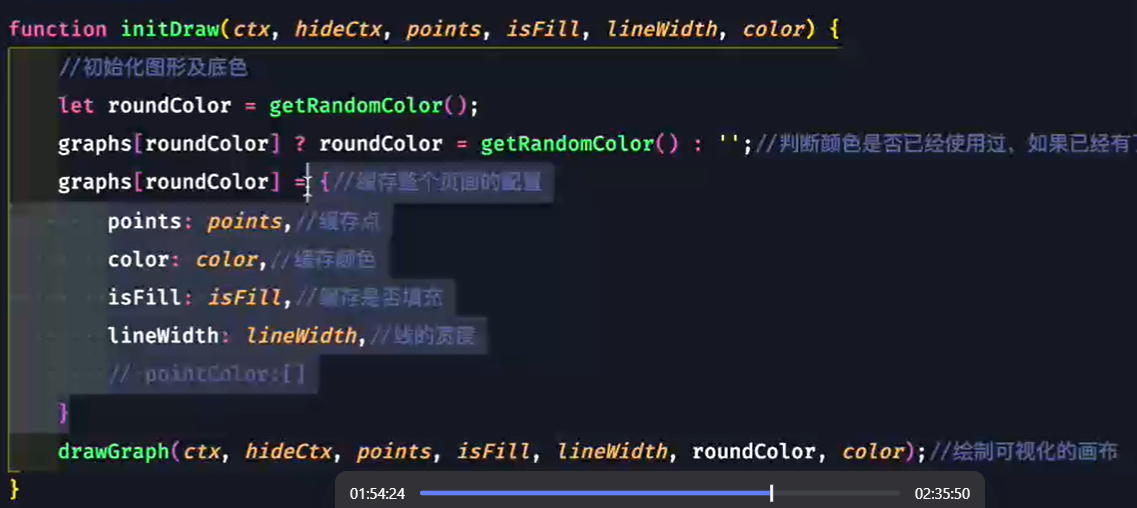 function initDraw(ctx, hideCtx, points, isFill, lineWidth, color) {
//初始化图形及底色
let roundColor = getRandomColor();
graphs[roundColor] ? roundColor = getRandomColor() : '';//判断颜色是否已经使用过、如果已经有
graphs[roundColor] = {//缓存整个页面的配置
points: points,//缓存点
color: color,//缓存颜色
isFill: isFill,//缓存是否填充
lineWidth: lineWidth,//线的宽度
// pointColor:[]
}
drawGraph(ctx, hideCtx, points, isFill, lineWidth, roundColor, color);//绘制可视化的画布
}
01:54:24 02:35:50